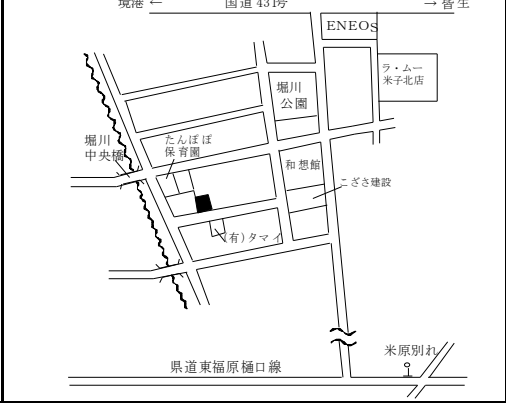 境港 ← 国道 431号 → 皆生
ENEOS
ラ・ムー
米子北店
堀川
公園
堀川
中央橋
たんぽぽ
保育園
和想館
こざさ建設
(有)タマイ
米原別れ
県道東福原樋口線